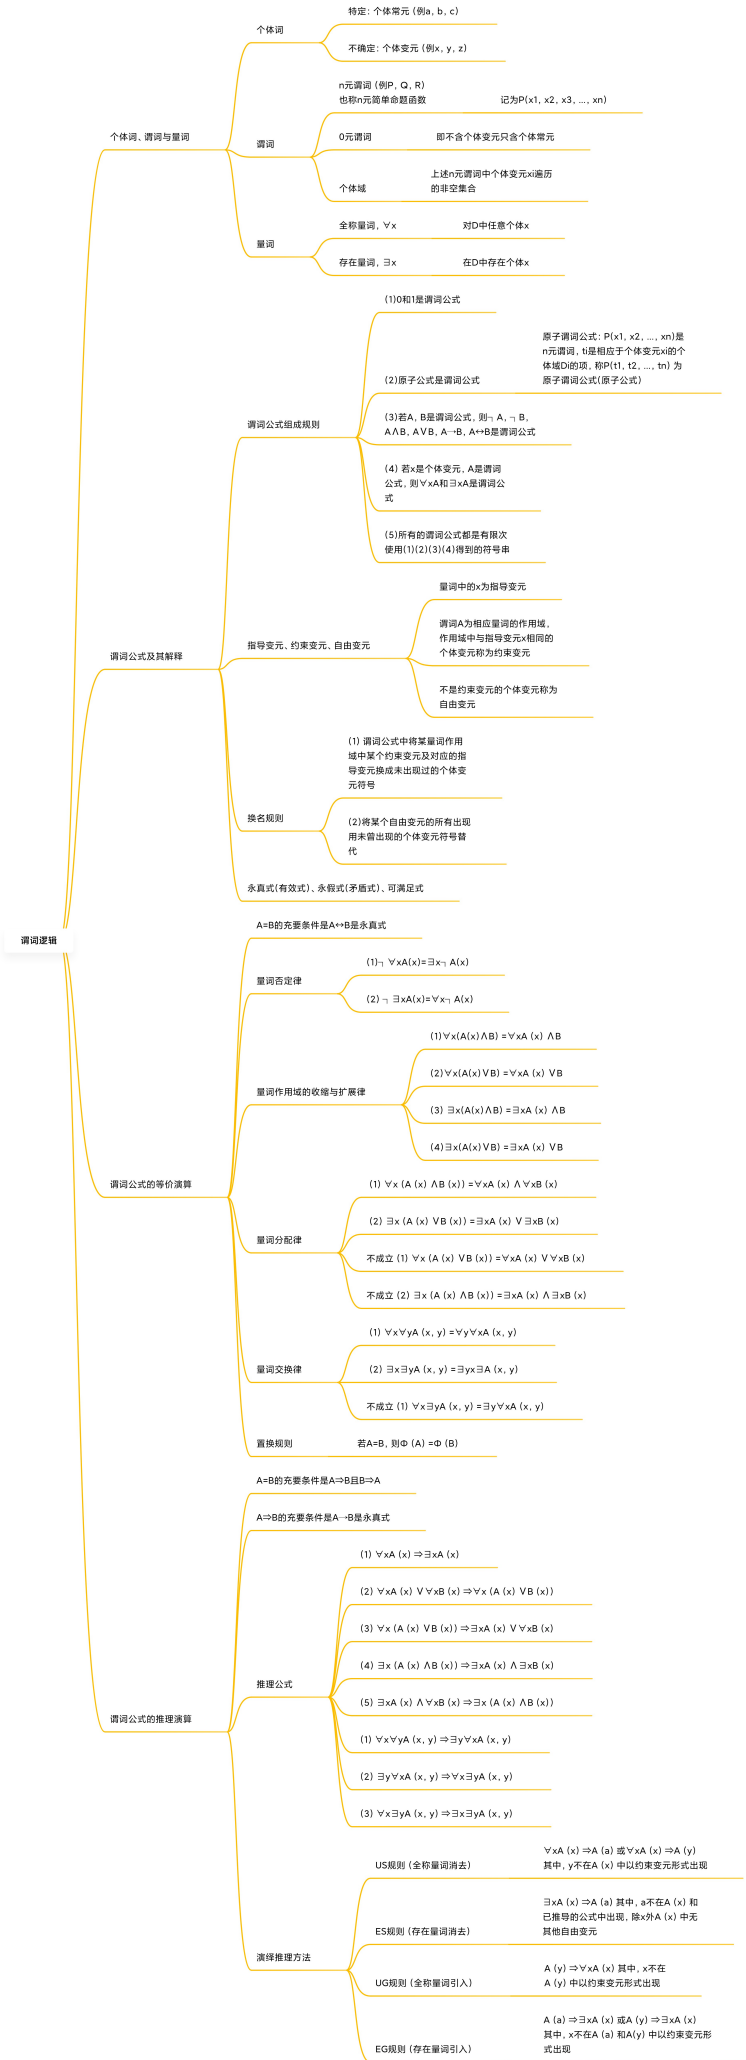 谓词逻辑
个体词、谓词与量词
个体词
特定: 个体常元 (例a, b, c)
不确定: 个体变元 (例x, y, z)
谓词
n元谓词 (例P, Q, R)
也称n元简单命题函数
记为P(x1, x2, x3, ..., xn)
0元谓词
即不含个体变元只含个体常元
个体域
上述n元谓词中个体变元xi遍历
的非空集合
量词
全称量词, ∀x
对D中任意个体x
存在量词, ∃x
在D中存在个体x
谓词公式及其解释
谓词公式组成规则
(1)0和1是谓词公式
(2)原子公式是谓词公式
原子谓词公式: P(x1, x2, ..., xn)是
n元谓词, ti是相应于个体变元xi的个
体域Di的项, 称P(t1, t2, ..., tn) 为
原子谓词公式(原子公式)
(3)若A, B是谓词公式, 则┐A, ┐B,
A∧B, A∨B, A→B, A↔B是谓词公式
(4) 若x是个体变元, A是谓词
公式, 则∀xA和∃xA是谓词公
式
(5)所有的谓词公式都是有限次
使用(1)(2)(3)(4)得到的符号串
指导变元、约束变元、自由变元
量词中的x为指导变元
谓词A为相应量词的作用域,
作用域中与指导变元x相同的
个体变元称为约束变元
不是约束变元的个体变元称为
自由变元
换名规则
(1) 谓词公式中将某量词作用
域中某个约束变元及对应的指
导变元换成未出现过的个体变
元符号
(2)将某个自由变元的所有出现
用未曾出现的个体变元符号替
代
永真式(有效式)、永假式(矛盾式)、可满足式
谓词公式的等价演算
A=B的充要条件是A↔B是永真式
量词否定律
(1)┐∀xA(x)=∃x┐A(x)
(2) ┐∃xA(x)=∀x┐A(x)
量词作用域的收缩与扩展律
(1)∀x(A(x)∧B) =∀xA (x) ∧B
(2)∀x(A(x)∨B) =∀xA (x) ∨B
(3) ∃x(A(x)∧B) =∃xA (x) ∧B
(4)∃x(A(x)∨B) =∃xA (x) ∨B
量词分配律
(1) ∀x (A (x) ∧B (x)) =∀xA (x) ∧∀xB (x)
(2) ∃x (A (x) ∨B (x)) =∃xA (x) ∨∃xB (x)
不成立 (1) ∀x (A (x) ∨B (x)) =∀xA (x) ∨∀xB (x)
不成立 (2) ∃x (A (x) ∧B (x)) =∃xA (x) ∧∃xB (x)
量词交换律
(1) ∀x∀yA (x, y) =∀y∀xA (x, y)
(2) ∃x∃yA (x, y) =∃yx∃A (x, y)
不成立 (1) ∀x∃yA (x, y) =∃y∀xA (x, y)
置换规则
若A=B, 则Φ (A) =Φ (B)
谓词公式的推理演算
A=B的充要条件是A⇒B且B⇒A
A⇒B的充要条件是A→B是永真式
推理公式
(1) ∀xA (x) ⇒∃xA (x)
(2) ∀xA (x) ∨∀xB (x) ⇒∀x (A (x) ∨B (x))
(3) ∀x (A (x) ∨B (x)) ⇒∃xA (x) ∨∀xB (x)
(4) ∃x (A (x) ∧B (x)) ⇒∃xA (x) ∧∃xB (x)
(5) ∃xA (x) ∧∀xB (x) ⇒∃x (A (x) ∧B (x))
(1) ∀x∀yA (x, y) ⇒∃y∀xA (x, y)
(2) ∃y∀xA (x, y) ⇒∀x∃yA (x, y)
(3) ∀x∃yA (x, y) ⇒∃x∃yA (x, y)
演绎推理方法
US规则 (全称量词消去)
∀xA (x) ⇒A (a) 或∀xA (x) ⇒A (y)
其中, y不在A (x) 中以约束变元形式出现
ES规则 (存在量词消去)
∃xA (x) ⇒A (a) 其中, a不在A (x) 和
已推导的公式中出现, 除x外A (x) 中无
其他自由变元
UG规则 (全称量词引入)
A (y) ⇒∀xA (x) 其中, x不在
A (y) 中以约束变元形式出现
EG规则 (存在量词引入)
A (a) ⇒∃xA (x) 或A (y) ⇒∃xA (x)
其中, x不在A (a) 和A(y) 中以约束变元形
式出现